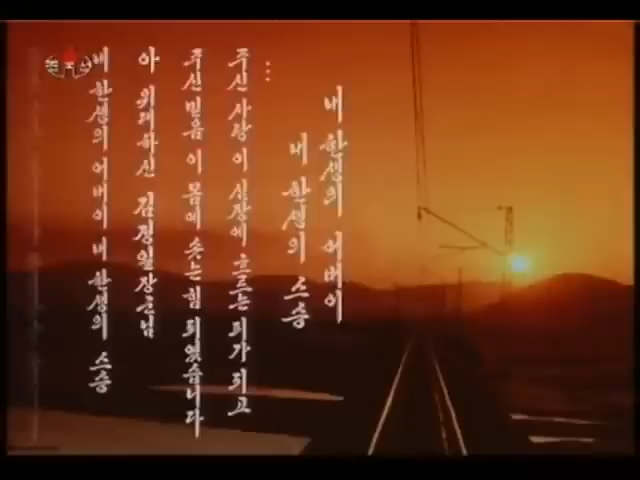 내 한생의 어버이
내 한생의 스승
...
주신 사랑 이 심장에 흐르는 피가 되고
주신 믿음 이 몸에 솟는 힘 되였습니다
아 위대하신 김정일장군님
내 한생의 어버이 내 한생의 스승